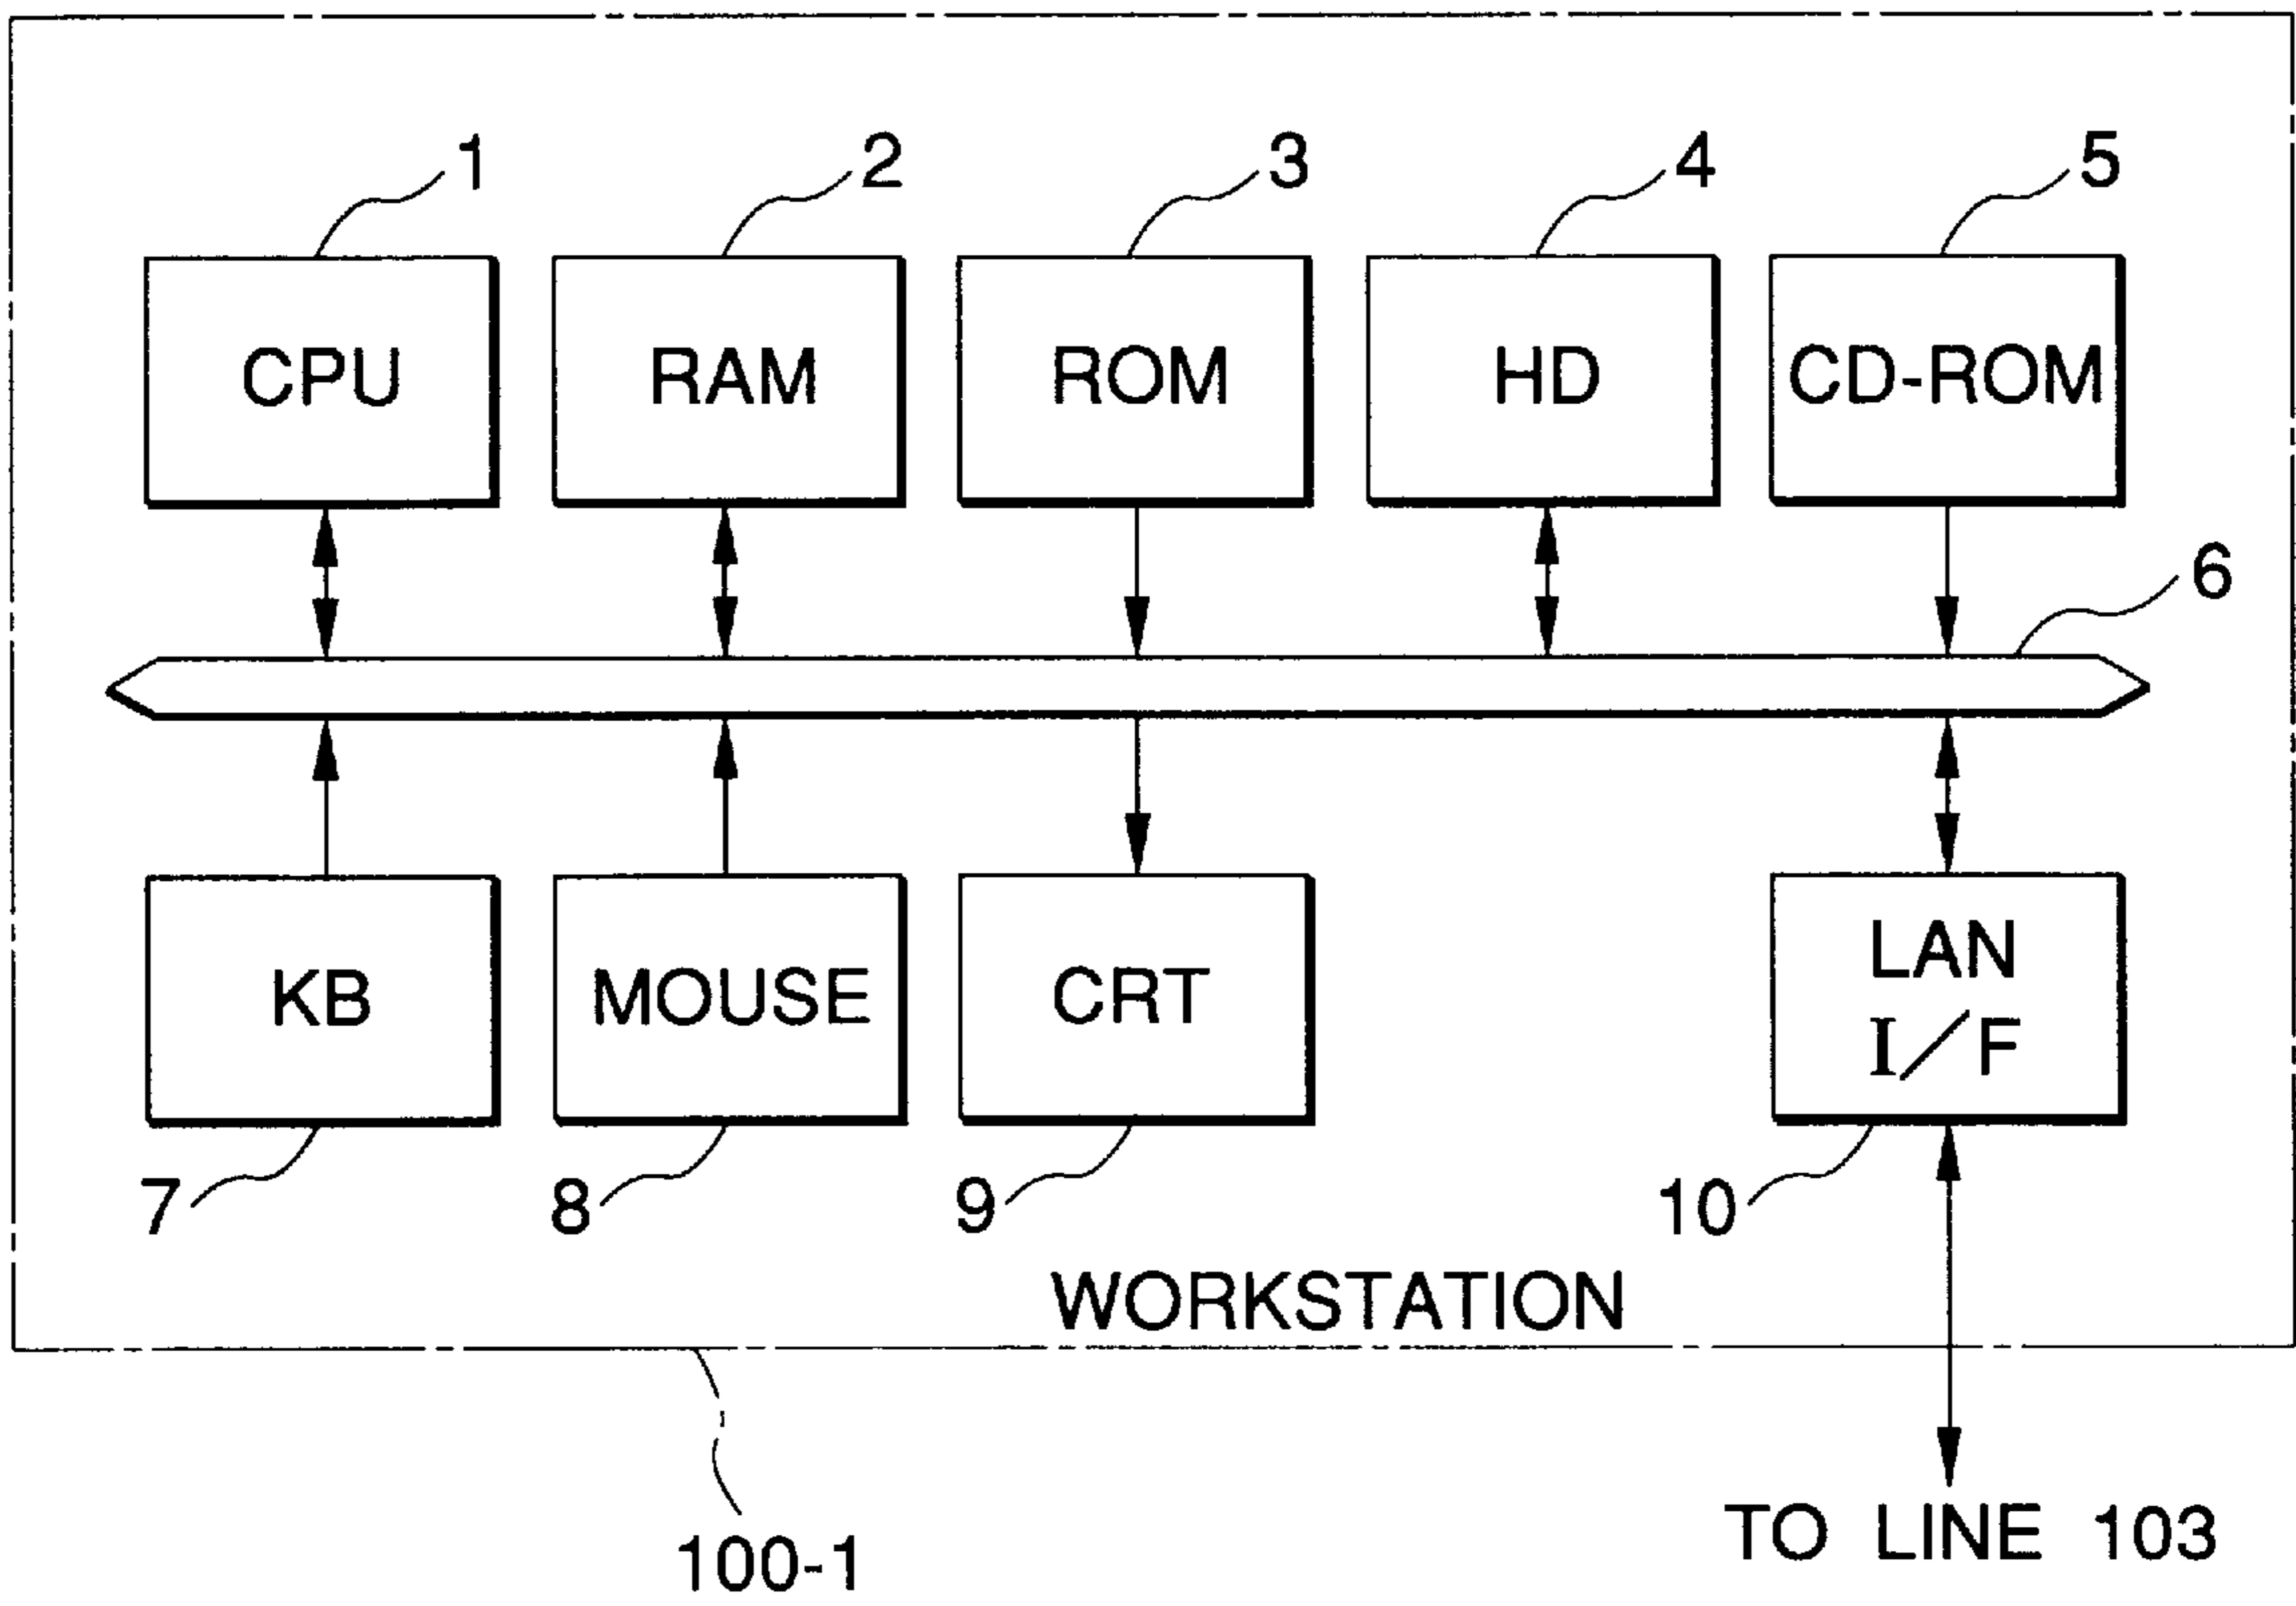 1 2 3 4 5
CPU RAM ROM HD CD-ROM
6
KB MOUSE CRT LAN
I/F
7 8 9 10
WORKSTATION
100-1 TO LINE 103